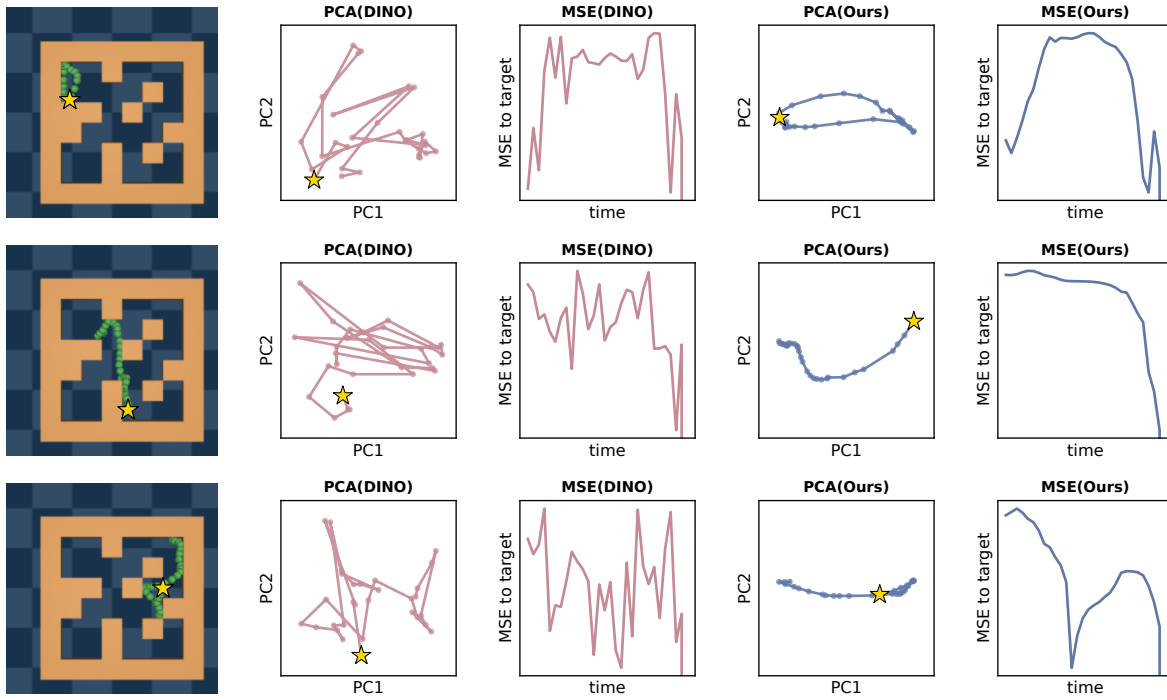 PCA(DINO) MSE(DINO) PCA(Ours) MSE(Ours)
PC2 MSE to target PC2 MSE to target
PC1 time PC1 time
PCA(DINO) MSE(DINO) PCA(Ours) MSE(Ours)
PC2 MSE to target PC2 MSE to target
PC1 time PC1 time
PCA(DINO) MSE(DINO) PCA(Ours) MSE(Ours)
PC2 MSE to target PC2 MSE to target
PC1 time PC1 time